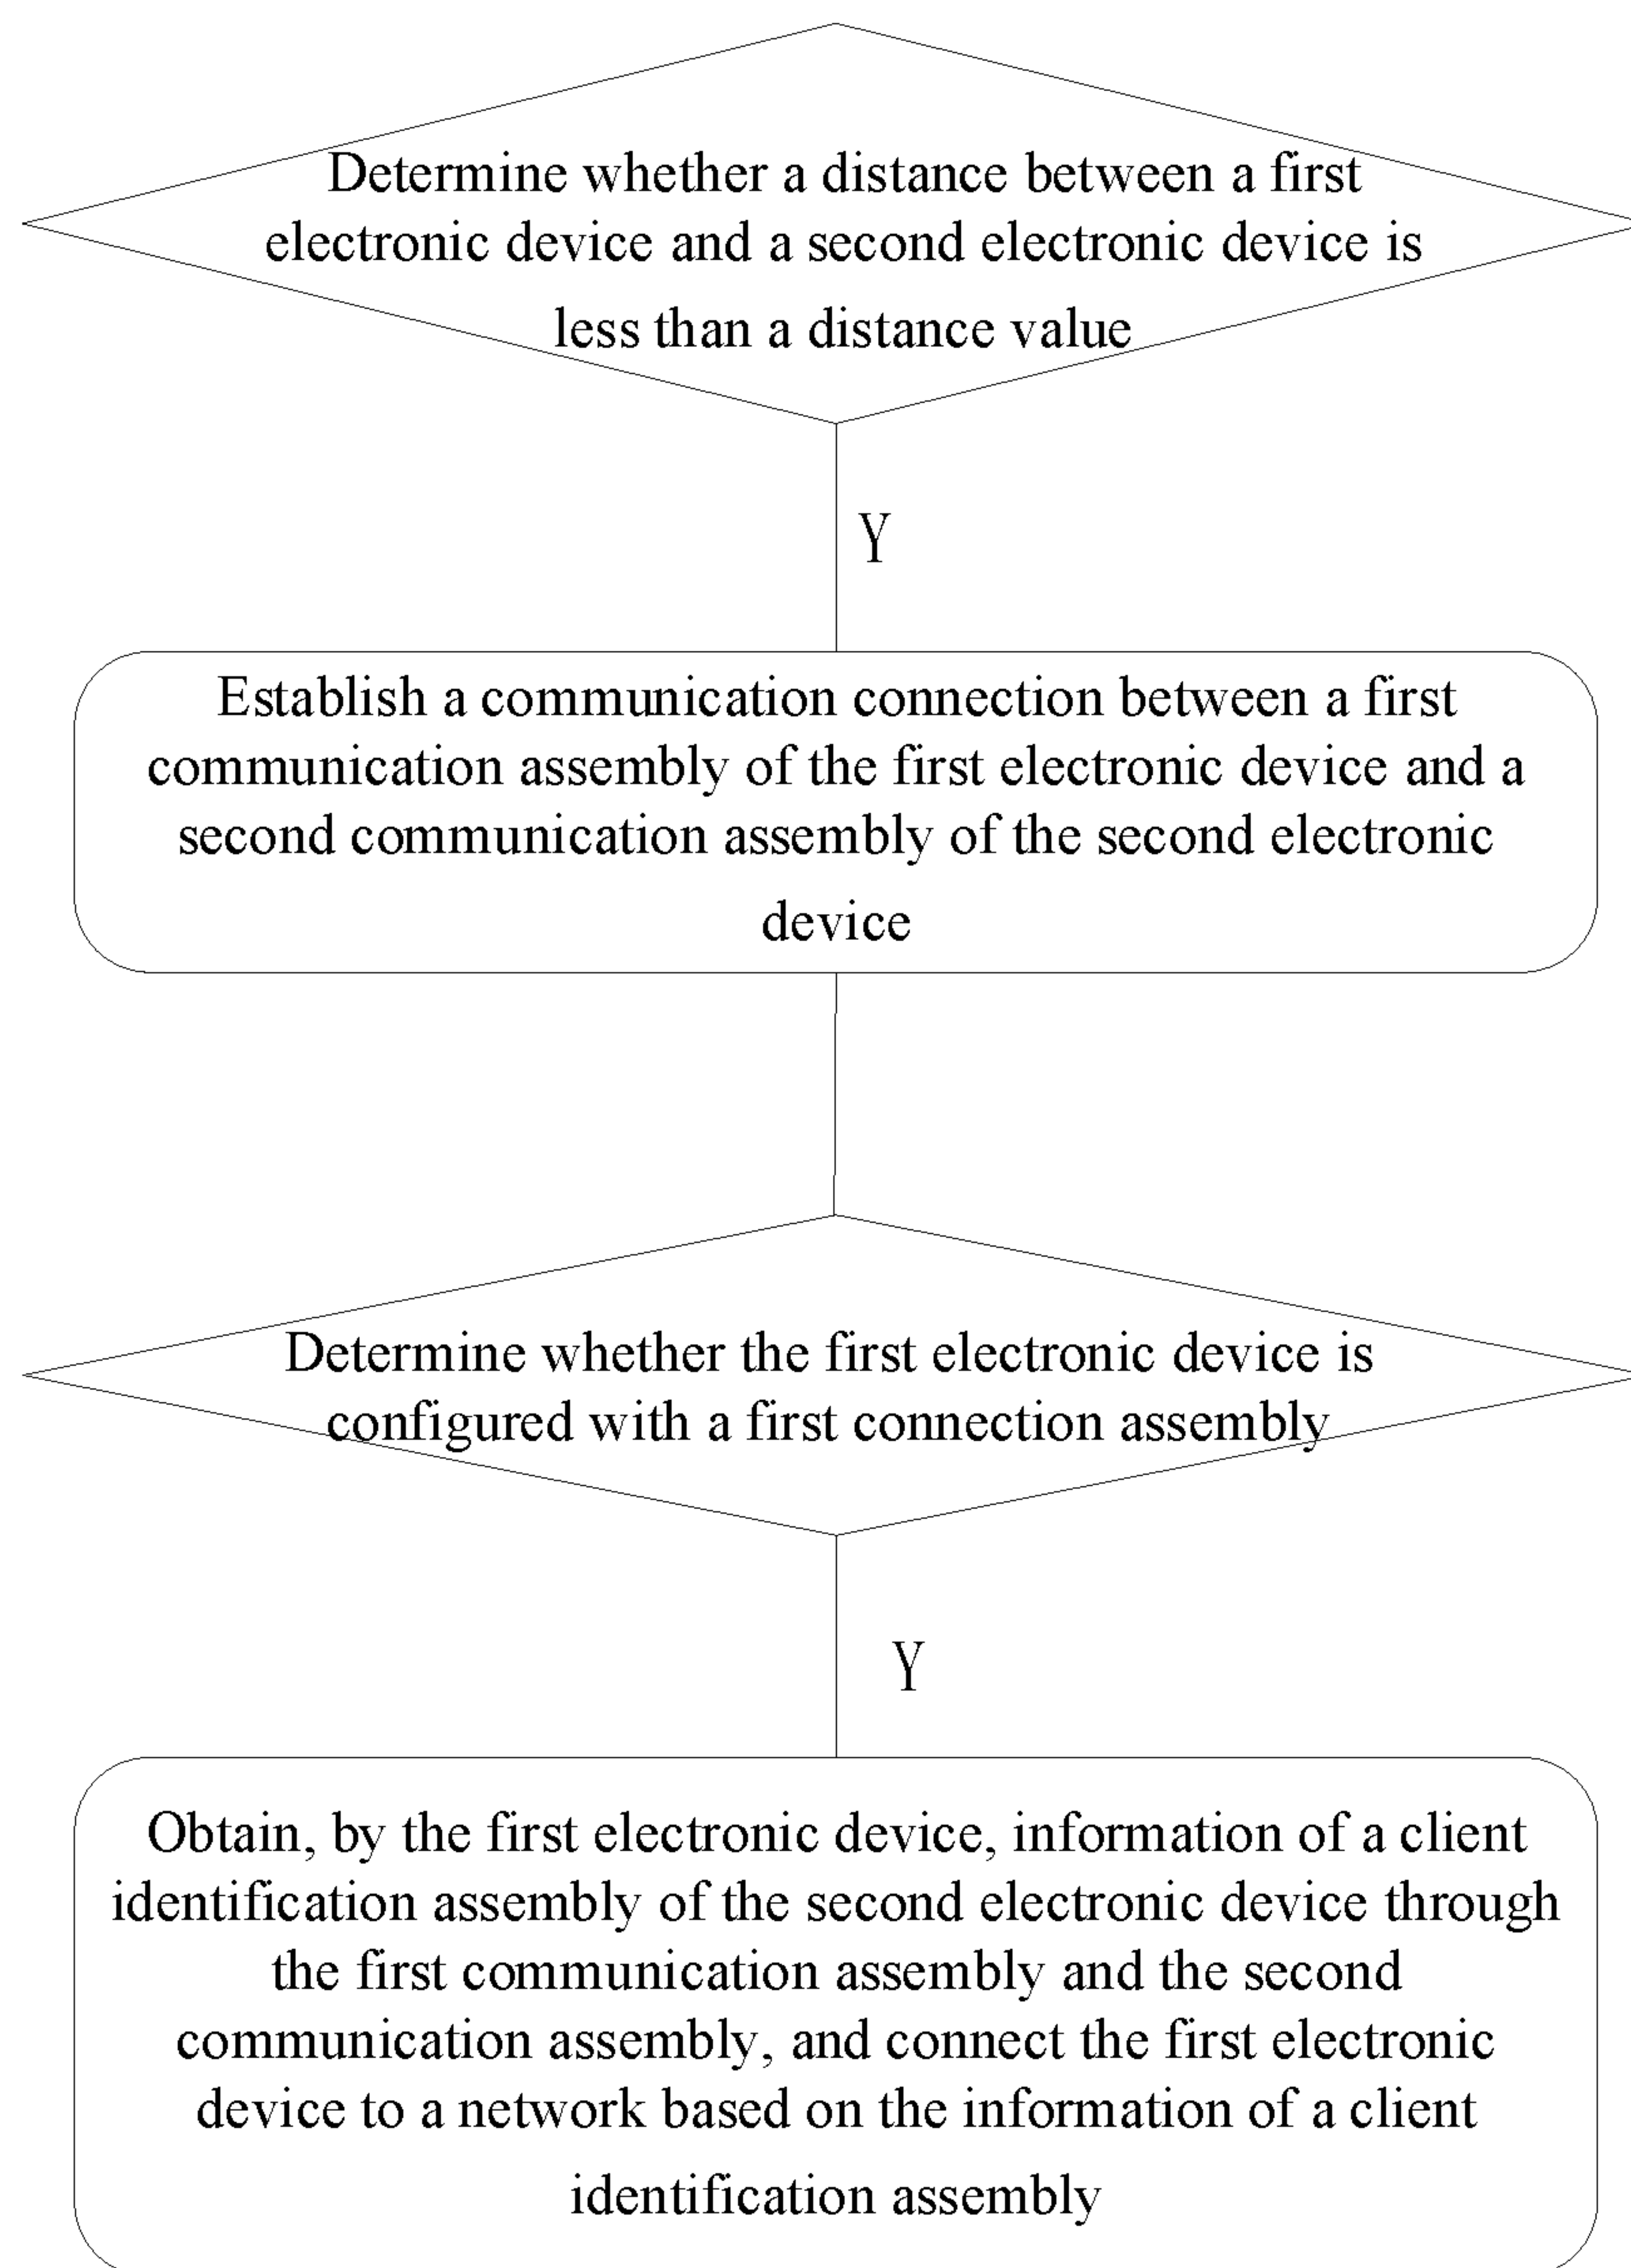 Determine whether a distance between a first
electronic device and a second electronic device is
less than a distance value
Y
Establish a communication connection between a first
communication assembly of the first electronic device and a
second communication assembly of the second electronic
device
Determine whether the first electronic device is
configured with a first connection assembly
Y
Obtain, by the first electronic device, information of a client
identification assembly of the second electronic device through
the first communication assembly and the second
communication assembly, and connect the first electronic
device to a network based on the information of a client
identification assembly